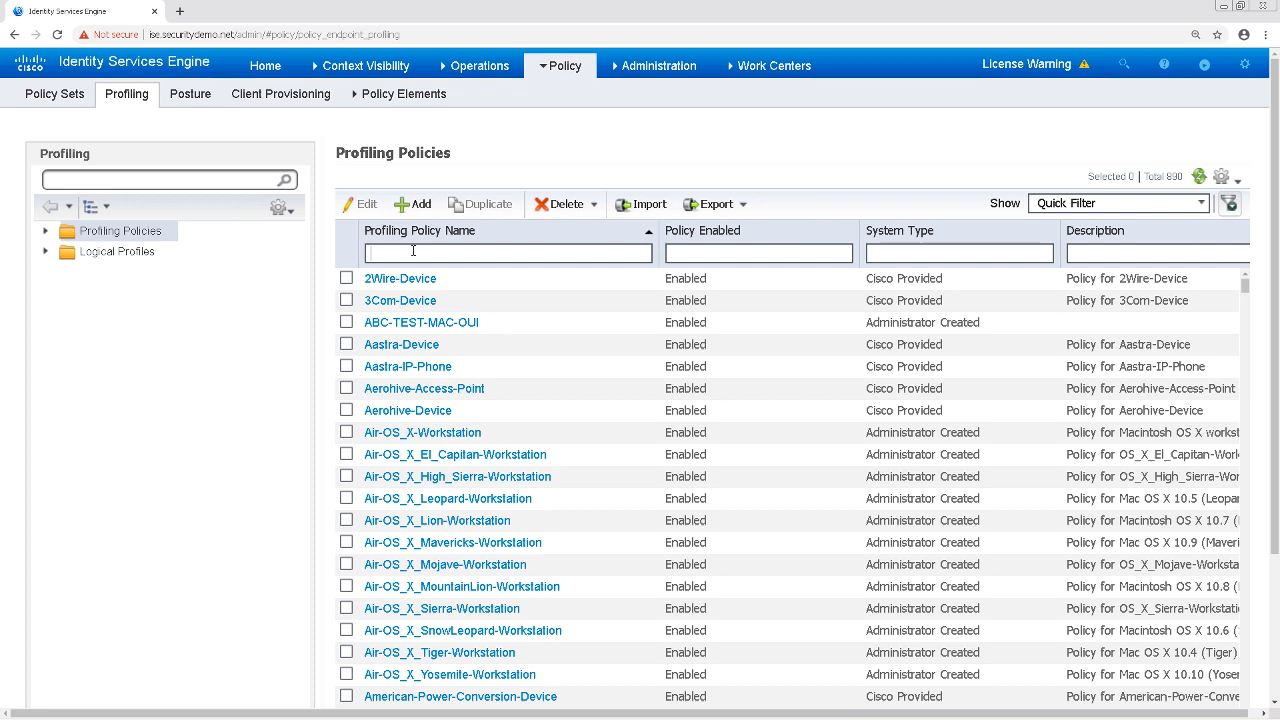 Identity Services Engine
Not secure | ise.securitydemo.net/admin/#policy/policy_endpoint_profiling
cisco Identity Services Engine Home Context Visibility Operations Policy Administration Work Centers License Warning
Policy Sets Profiling Posture Client Provisioning Policy Elements
Profiling
Profiling Policies
Logical Profiles
Profiling Policies
Selected 0 | Total 890
Edit Add Duplicate Delete Import Export Show Quick Filter
Profiling Policy Name Policy Enabled System Type Description
2Wire-Device Enabled Cisco Provided Policy for 2Wire-Device
3Com-Device Enabled Cisco Provided Policy for 3Com-Device
ABC-TEST-MAC-OUI Enabled Administrator Created
Aastra-Device Enabled Cisco Provided Policy for Aastra-Device
Aastra-IP-Phone Enabled Cisco Provided Policy for Aastra-IP-Phone
Aerohive-Access-Point Enabled Cisco Provided Policy for Aerohive-Access-Point
Aerohive-Device Enabled Cisco Provided Policy for Aerohive-Device
Air-OS_X-Workstation Enabled Administrator Created Policy for Macintosh OS X workst
Air-OS_X_El_Capitan-Workstation Enabled Administrator Created Policy for OS_X_El_Capitan-Work
Air-OS_X_High_Sierra-Workstation Enabled Administrator Created Policy for OS_X_High_Sierra-Wor
Air-OS_X_Leopard-Workstation Enabled Administrator Created Policy for Mac OS X 10.5 (Leopa
Air-OS_X_Lion-Workstation Enabled Administrator Created Policy for Macintosh OS X 10.7 (
Air-OS_X_Mavericks-Workstation Enabled Administrator Created Policy for Mac OS X 10.9 (Maveri
Air-OS_X_Mojave-Workstation Enabled Administrator Created Policy for OS_X_Mojave-Worksta
Air-OS_X_MountainLion-Workstation Enabled Administrator Created Policy for Macintosh OS X 10.8 (
Air-OS_X_Sierra-Workstation Enabled Administrator Created Policy for OS_X_Sierra-Workstati
Air-OS_X_SnowLeopard-Workstation Enabled Administrator Created Policy for Macintosh OS X 10.6 (
Air-OS_X_Tiger-Workstation Enabled Administrator Created Policy for Mac OS X 10.4 (Tiger)
Air-OS_X_Yosemite-Workstation Enabled Administrator Created Policy for Mac OS X 10.10 (Yoser
American-Power-Conversion-Device Enabled Cisco Provided Policy for American-Power-Conve